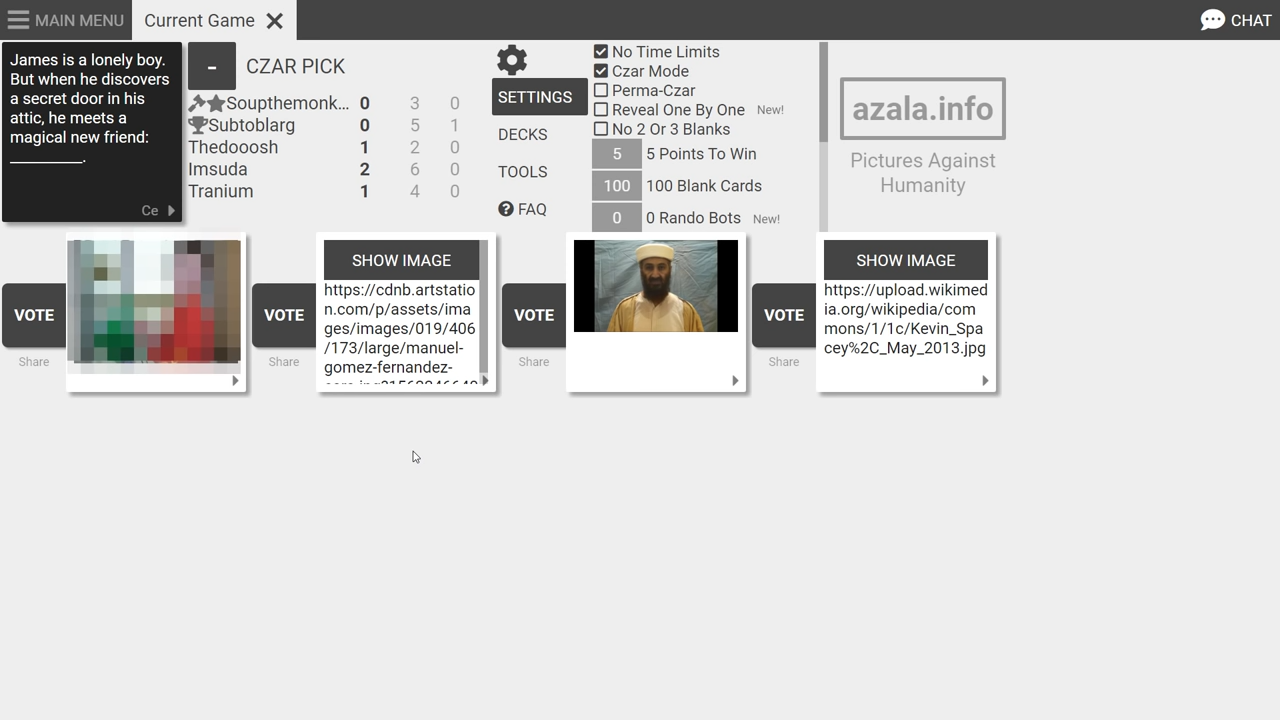 MAIN MENU
Current Game
CHAT
James is a lonely boy.
But when he discovers
a secret door in his
attic, he meets a
magical new friend:
__________.
Ce
-
CZAR PICK
Soupthemonk... 0 3 0
Subtoblarg 0 5 1
Thedooosh 1 2 0
Imsuda 2 6 0
Tranium 1 4 0
SETTINGS
DECKS
TOOLS
? FAQ
No Time Limits
Czar Mode
Perma-Czar
Reveal One By One New!
No 2 Or 3 Blanks
5 5 Points To Win
100 100 Blank Cards
0 0 Rando Bots New!
azala.info
Pictures Against
Humanity
VOTE
Share
VOTE
Share
SHOW IMAGE
https://cdnb.artstatio
n.com/p/assets/ima
ges/images/019/406
/173/large/manuel-
gomez-fernandez-
VOTE
Share
VOTE
Share
SHOW IMAGE
https://upload.wikimed
ia.org/wikipedia/com
mons/1/1c/Kevin_Spa
cey%2C_May_2013.jpg